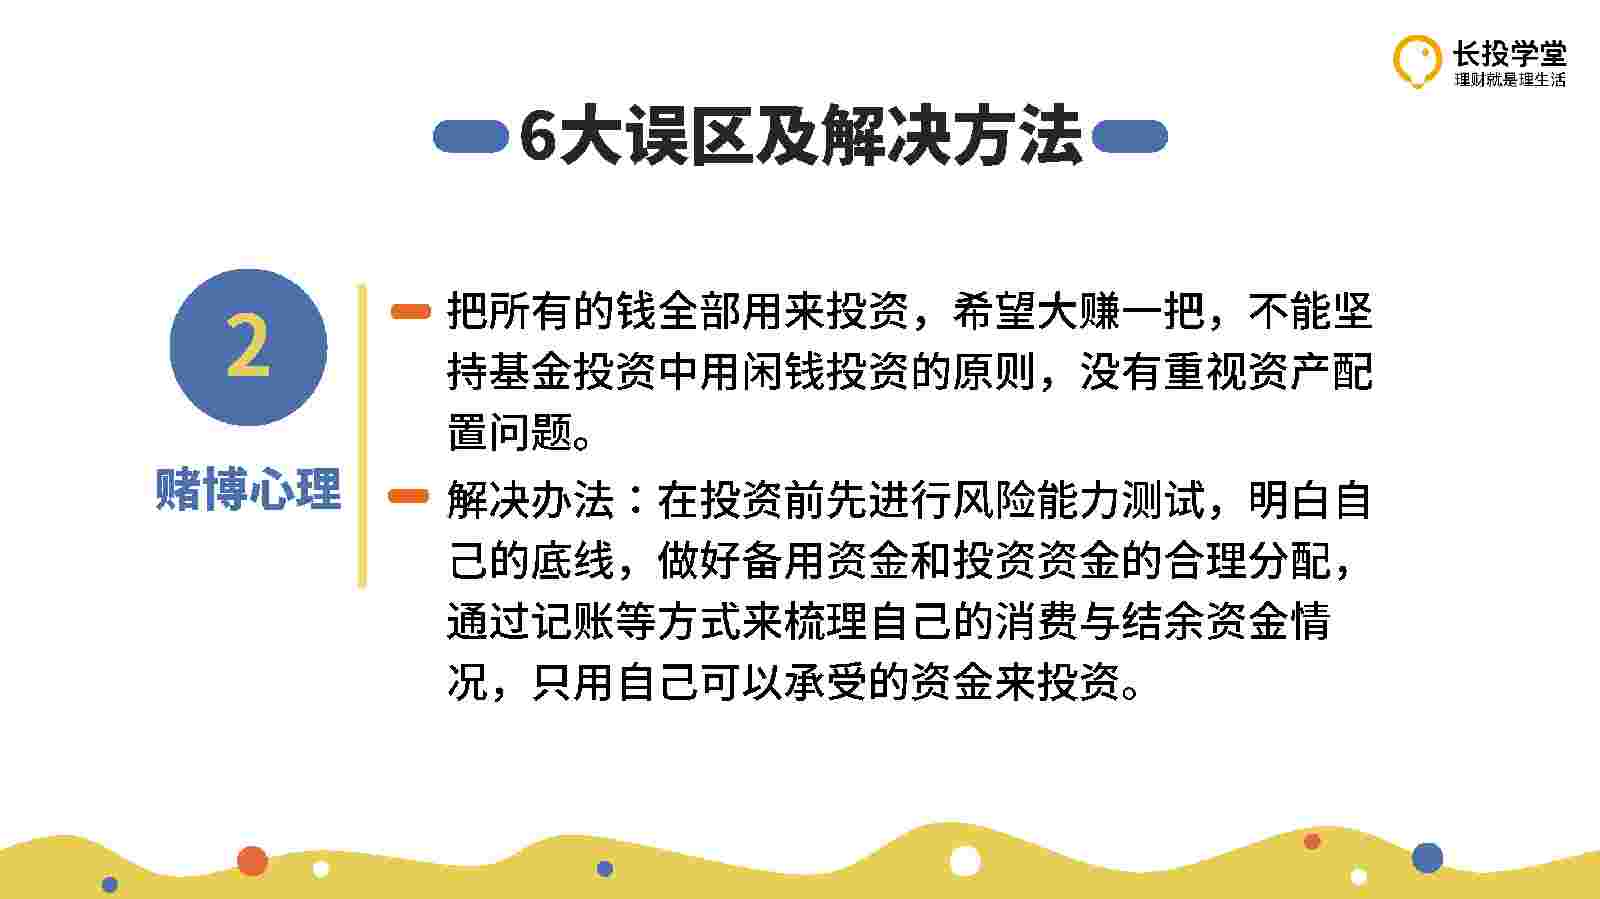 长投学堂
理财就是理生活
6大误区及解决方法
2
赌博心理
把所有的钱全部用来投资，希望大赚一把，不能坚
持基金投资中用闲钱投资的原则，没有重视资产配
置问题。
解决办法：在投资前先进行风险能力测试，明白自
己的底线，做好备用资金和投资资金的合理分配，
通过记账等方式来梳理自己的消费与结余资金情
况，只用自己可以承受的资金来投资。